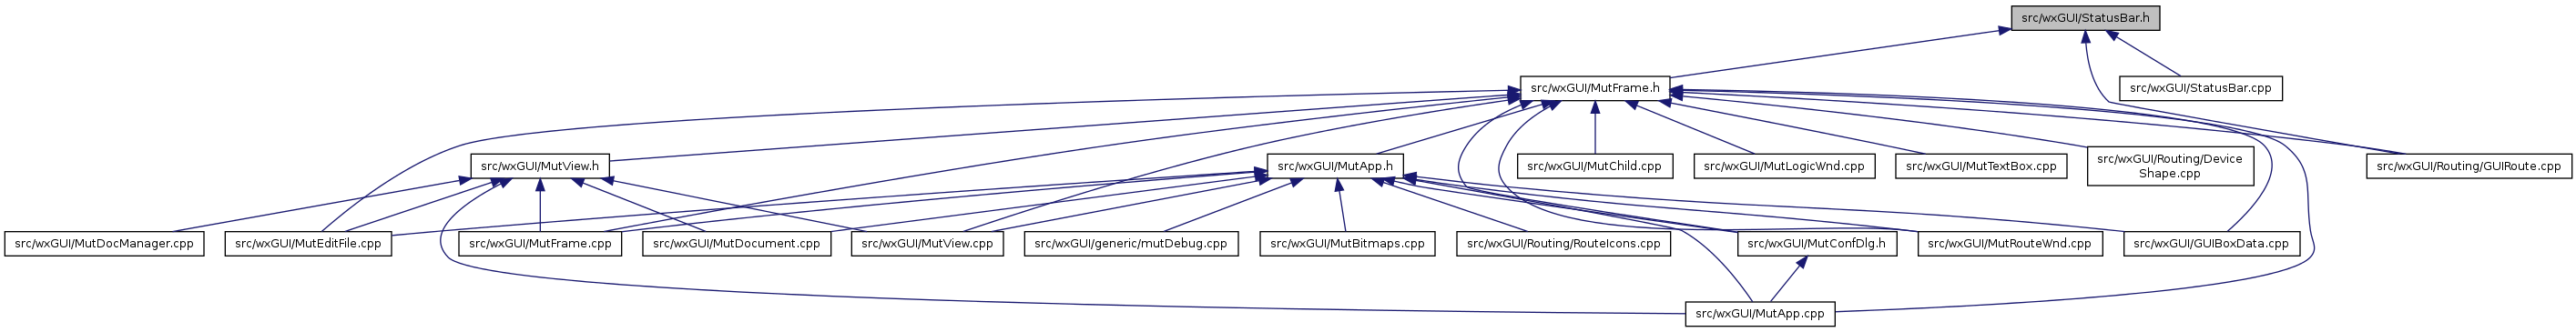 src/wxGUI/StatusBar.h
src/wxGUI/MutFrame.h
src/wxGUI/StatusBar.cpp
src/wxGUI/MutView.h
src/wxGUI/MutApp.h
src/wxGUI/MutChild.cpp
src/wxGUI/MutLogicWnd.cpp
src/wxGUI/MutTextBox.cpp
src/wxGUI/Routing/Device
Shape.cpp
src/wxGUI/Routing/GUIRoute.cpp
src/wxGUI/MutDocManager.cpp
src/wxGUI/MutEditFile.cpp
src/wxGUI/MutFrame.cpp
src/wxGUI/MutDocument.cpp
src/wxGUI/MutView.cpp
src/wxGUI/generic/mutDebug.cpp
src/wxGUI/MutBitmaps.cpp
src/wxGUI/Routing/RouteIcons.cpp
src/wxGUI/MutConfDlg.h
src/wxGUI/MutRouteWnd.cpp
src/wxGUI/GUIBoxData.cpp
src/wxGUI/MutApp.cpp